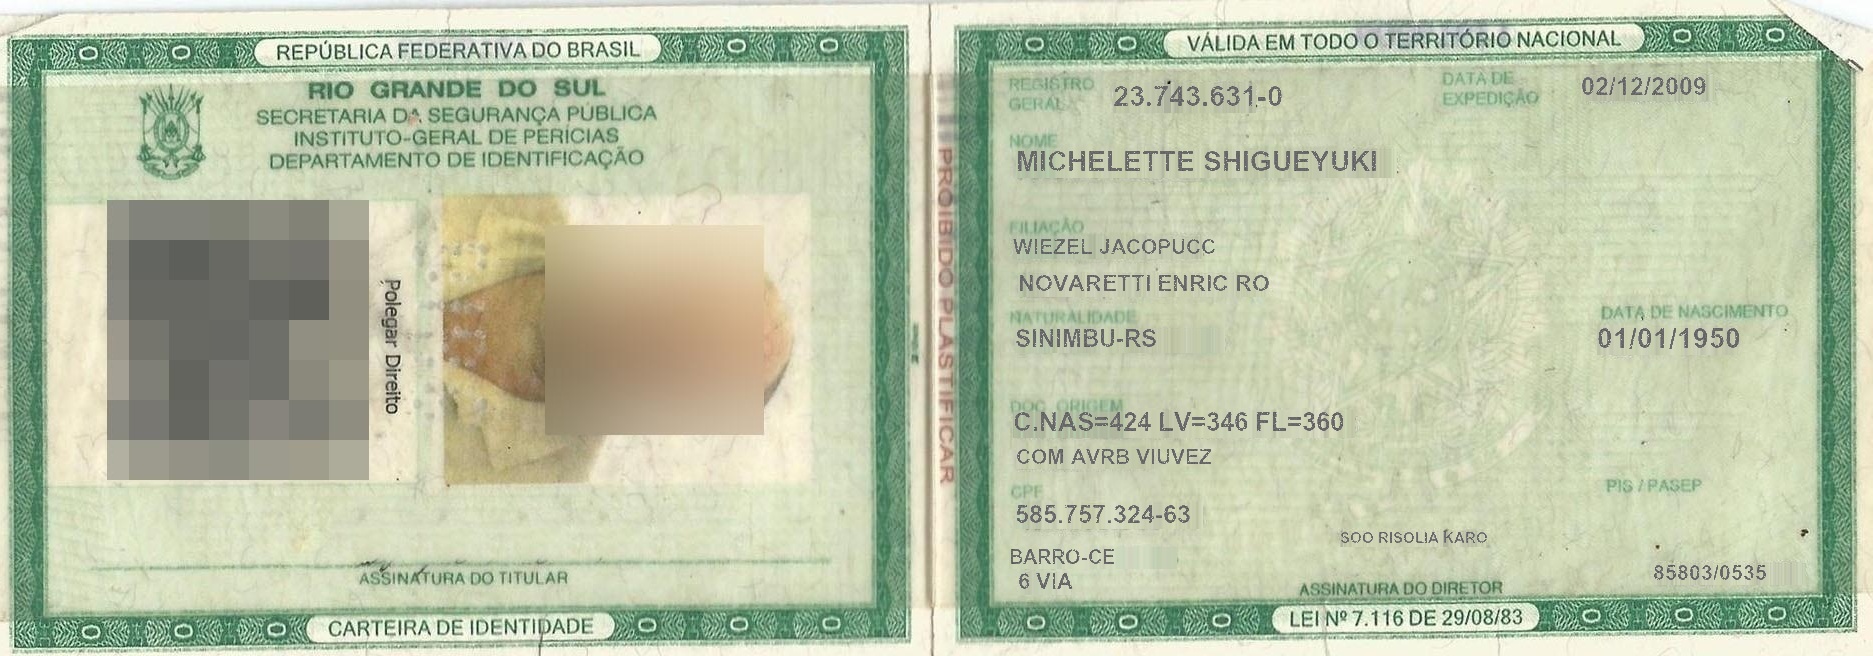 REPÚBLICA FEDERATIVA DO BRASIL
RIO GRANDE DO SUL
SECRETARIA DA SEGURANÇA PÚBLICA
INSTITUTO-GERAL DE PERÍCIAS
DEPARTAMENTO DE IDENTIFICAÇÃO
Polegar Direito
ASSINATURA DO TITULAR
CARTEIRA DE IDENTIDADE
PROIBIDO PLASTIFICAR
VÁLIDA EM TODO O TERRITÓRIO NACIONAL
REGISTRO GERAL 23.743.631-0 DATA DE EXPEDIÇÃO 02/12/2009
NOME
MICHELETTE SHIGUEYUKI
FILIAÇÃO
WIEZEL JACOPUCC
NOVARETTI ENRIC RO
NATURALIDADE DATA DE NASCIMENTO
SINIMBU-RS 01/01/1950
DOC. ORIGEM
C.NAS=424 LV=346 FL=360
COM AVRB VIUVEZ
CPF PIS / PASEP
585.757.324-63
SOO RISOLIA KARO
BARRO-CE
6 VIA 85803/0535
ASSINATURA DO DIRETOR
LEI Nº 7.116 DE 29/08/83